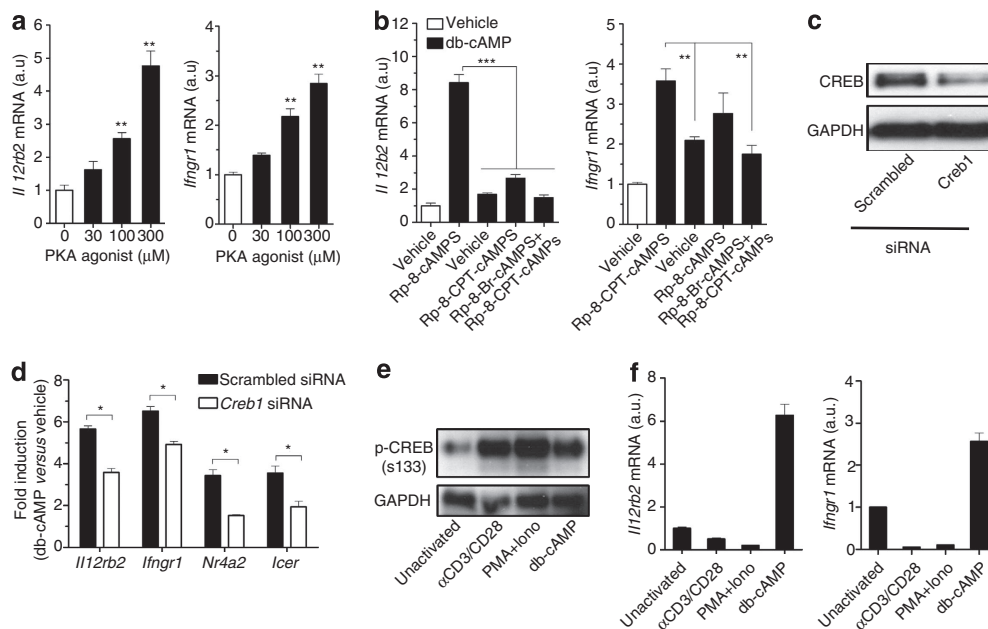 a
Il 12rb2 mRNA (a.u)
6
5
4
3
2
1
0
**
**
0 30 100 300
PKA agonist (μM)
Ifngr1 mRNA (a.u)
4
3
2
1
0
**
**
0 30 100 300
PKA agonist (μM)
b
Vehicle
db-cAMP
Il 12b2 mRNA (a.u)
12
10
8
6
4
2
0
***
Vehicle
Rp-8-cAMPS
Vehicle
Rp-8-CPT-cAMPS
Rp-8-Br-cAMPS+
Rp-8-CPT-cAMPs
Ifngr1 mRNA (a.u)
5
4
3
2
1
0
**
**
Vehicle
Rp-8-CPT-cAMPS
Vehicle
Rp-8-cAMPS
Rp-8-Br-cAMPS+
Rp-8-CPT-cAMPs
c
CREB
GAPDH
Scrambled
Creb1
siRNA
d
Scrambled siRNA
Creb1 siRNA
Fold induction
(db-cAMP versus vehicle)
8
6
4
2
0
*
*
*
*
Il12rb2 Ifngr1 Nr4a2 Icer
e
p-CREB
(s133)
GAPDH
Unactivated
αCD3/CD28
PMA+Iono
db-cAMP
f
Il12rb2 mRNA (a.u.)
8
6
4
2
0
Unactivated
αCD3/CD28
PMA+Iono
db-cAMP
Ifngr1 mRNA (a.u.)
4
3
2
1
0
Unactivated
αCD3/CD28
PMA+Iono
db-cAMP